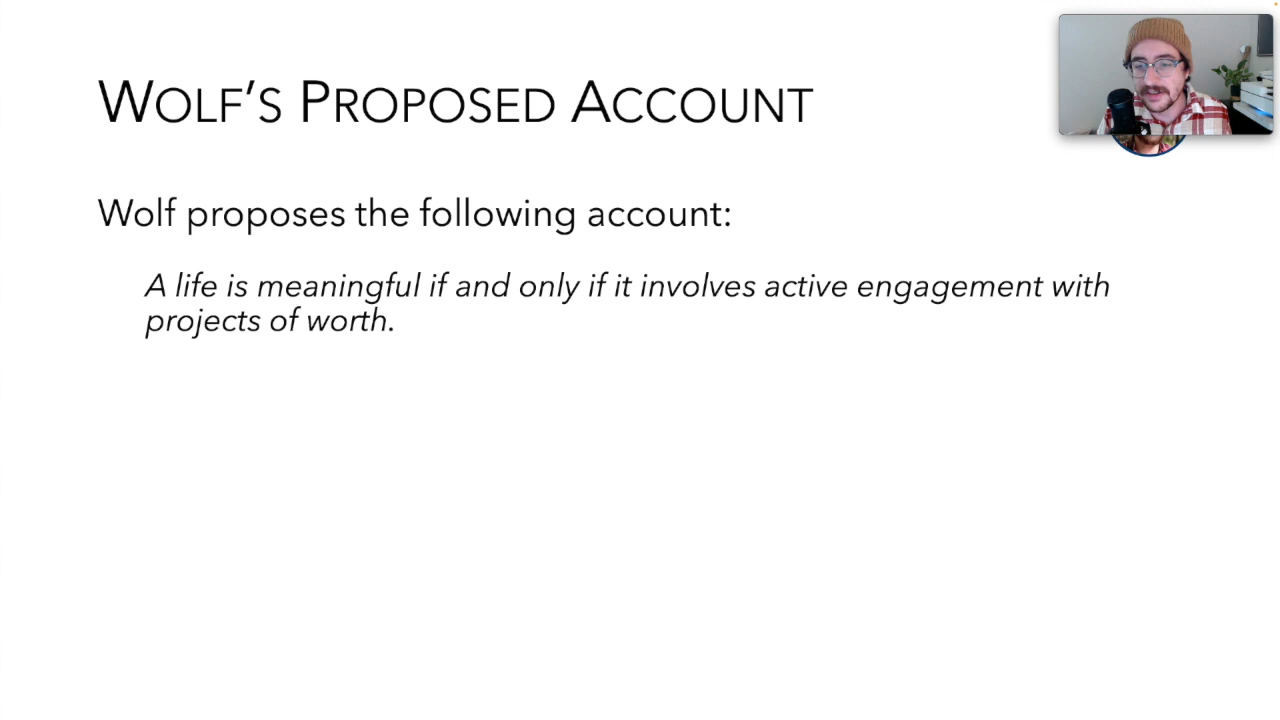 WOLF'S PROPOSED ACCOUNT
Wolf proposes the following account:
A life is meaningful if and only if it involves active engagement with
projects of worth.